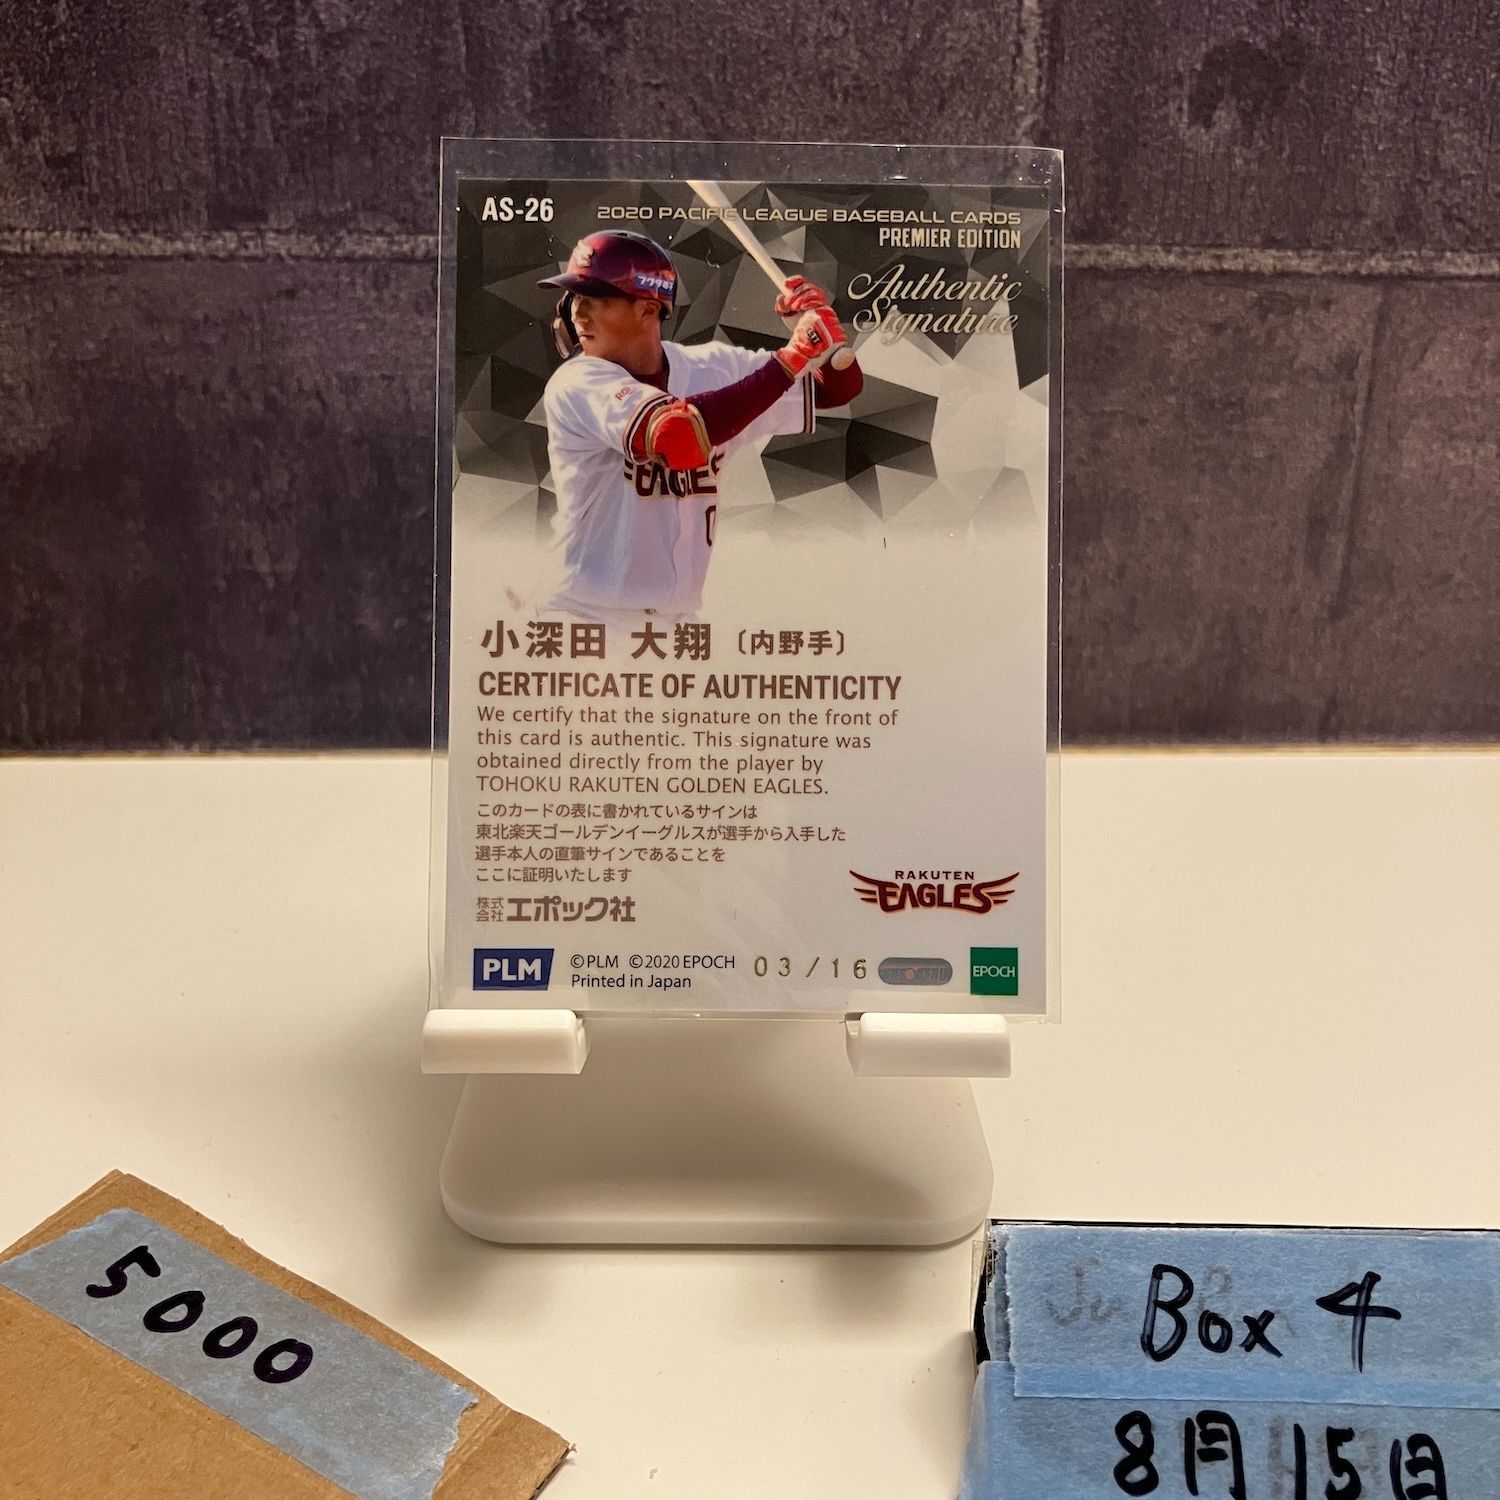 AS-26
2020 PACIFIC LEAGUE BASEBALL CARDS
PREMIER EDITION
Authentic
Signature
EAGLES
0
小深田 大翔 〔内野手〕
CERTIFICATE OF AUTHENTICITY
We certify that the signature on the front of
this card is authentic. This signature was
obtained directly from the player by
TOHOKU RAKUTEN GOLDEN EAGLES.
このカードの表に書かれているサインは
東北楽天ゴールデンイーグルスが選手から入手した
選手本人の直筆サインであることを
ここに証明いたします
株式会社エポック社
RAKUTEN
EAGLES
PLM
©PLM ©2020 EPOCH
Printed in Japan
03/16
EPOCH
5000
Box 4
8月15日